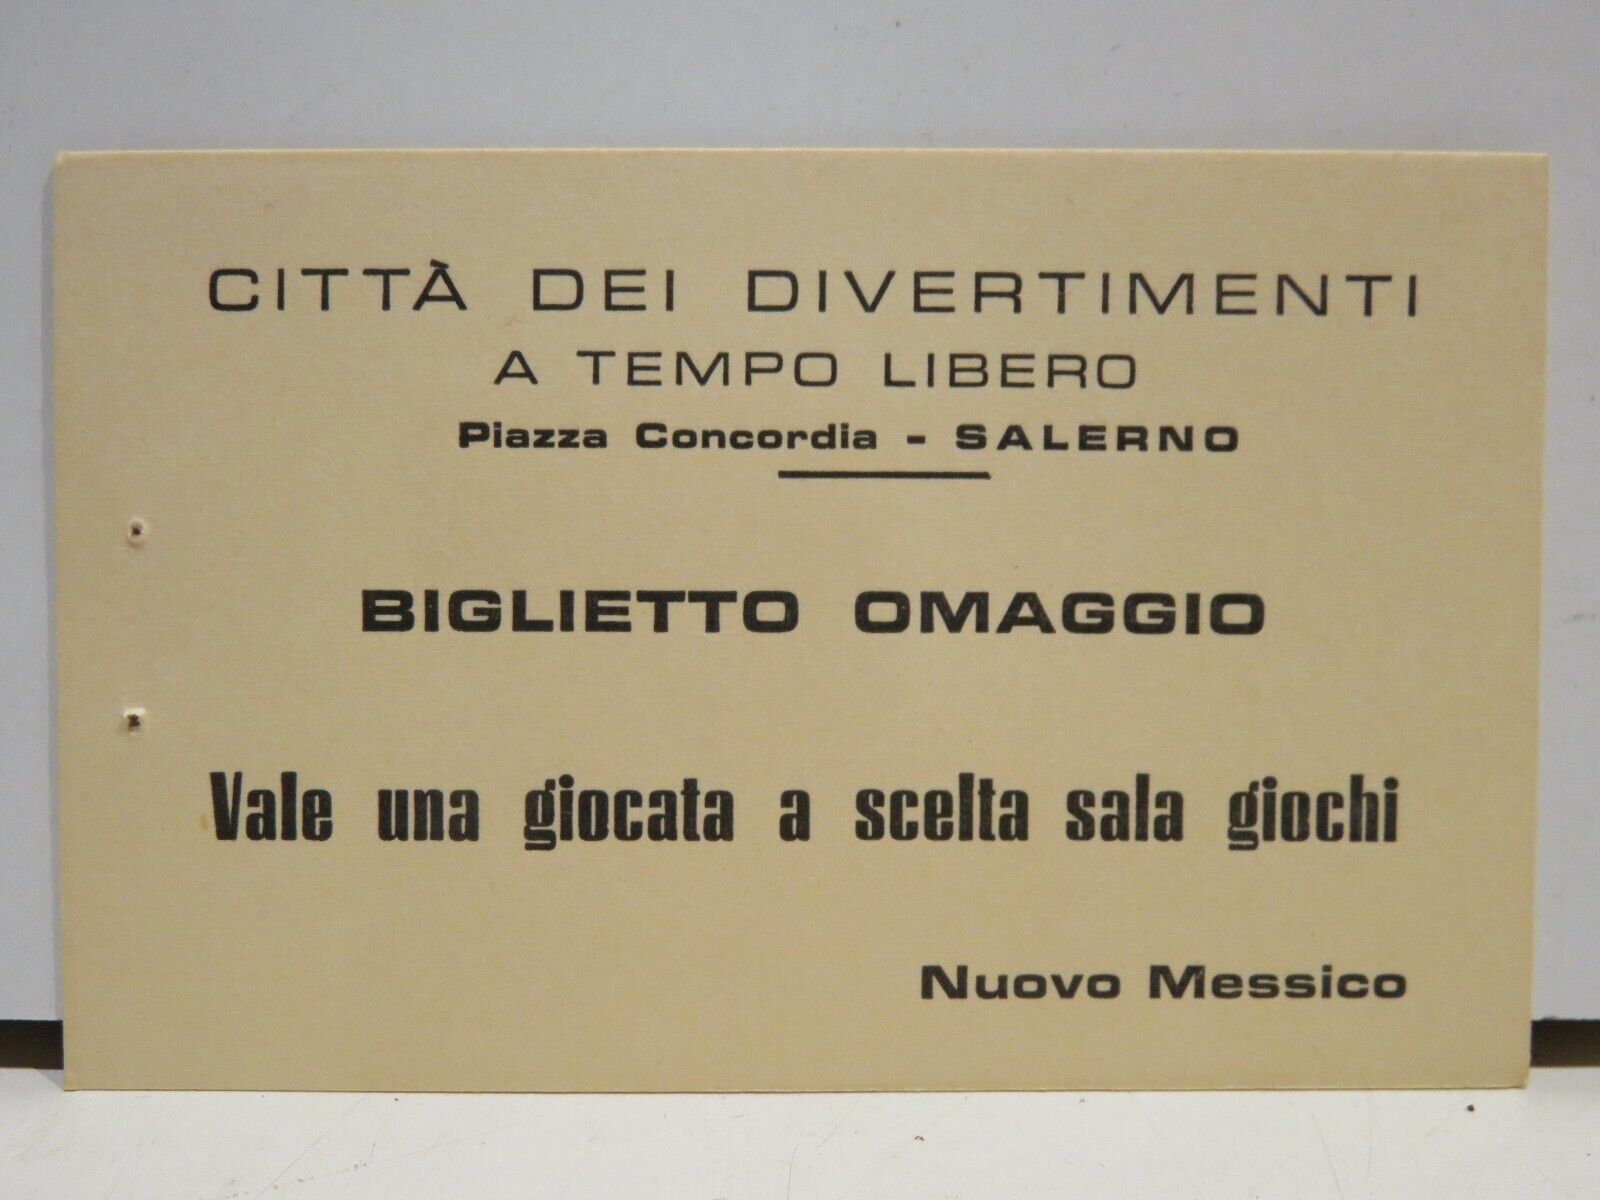 CITTÀ DEI DIVERTIMENTI
A TEMPO LIBERO
Piazza Concordia - SALERNO
BIGLIETTO OMAGGIO
Vale una giocata a scelta sala giochi
Nuovo Messico